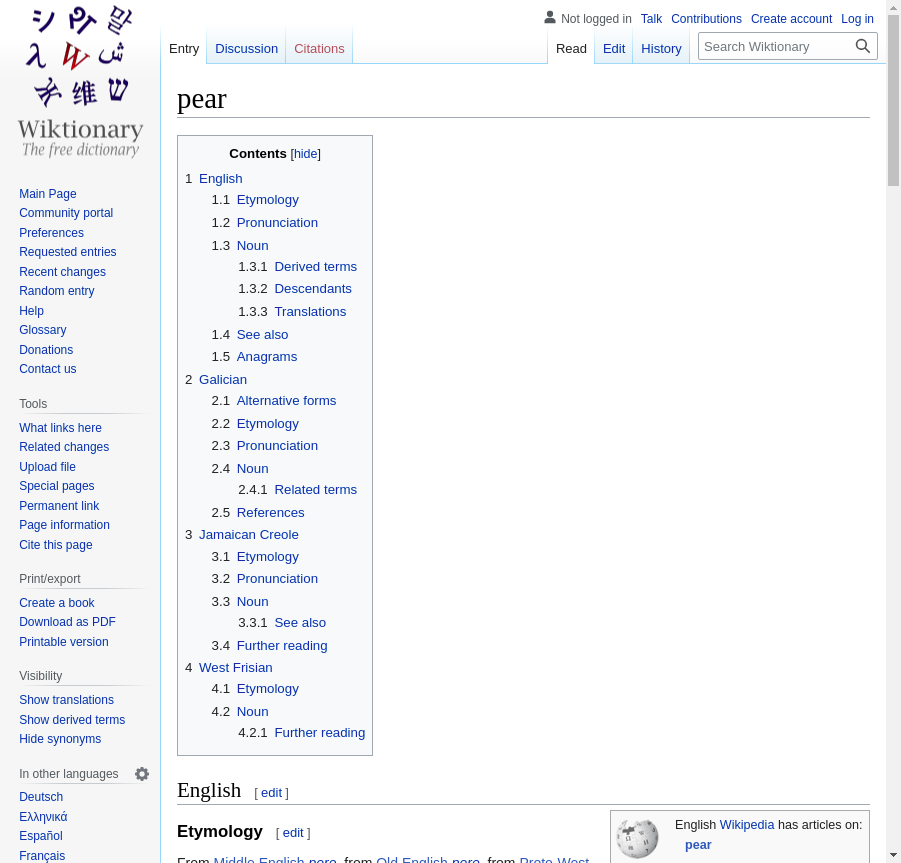 Not logged in Talk Contributions Create account Log in
Entry Discussion Citations Read Edit History Search Wiktionary
维
Wiktionary
The free dictionary
Main Page
Community portal
Preferences
Requested entries
Recent changes
Random entry
Help
Glossary
Donations
Contact us
Tools
What links here
Related changes
Upload file
Special pages
Permanent link
Page information
Cite this page
Print/export
Create a book
Download as PDF
Printable version
Visibility
Show translations
Show derived terms
Hide synonyms
In other languages
Deutsch
Ελληνικά
Español
Français
pear
Contents [hide]
1 English
1.1 Etymology
1.2 Pronunciation
1.3 Noun
1.3.1 Derived terms
1.3.2 Descendants
1.3.3 Translations
1.4 See also
1.5 Anagrams
2 Galician
2.1 Alternative forms
2.2 Etymology
2.3 Pronunciation
2.4 Noun
2.4.1 Related terms
2.5 References
3 Jamaican Creole
3.1 Etymology
3.2 Pronunciation
3.3 Noun
3.3.1 See also
3.4 Further reading
4 West Frisian
4.1 Etymology
4.2 Noun
4.2.1 Further reading
English [ edit ]
Etymology [ edit ]
English Wikipedia has articles on:
pear
From Middle English pere, from Old English pere, from Proto-West